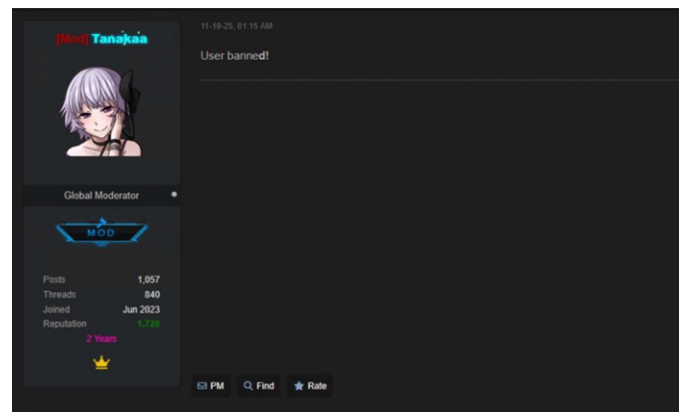 11-10-25, 01:15 AM
[Mod] Tanakaa
User banned!
Global Moderator
MOD
Posts 1,057
Threads 840
Joined Jun 2023
Reputation 1,720
2 Years
PM Find Rate